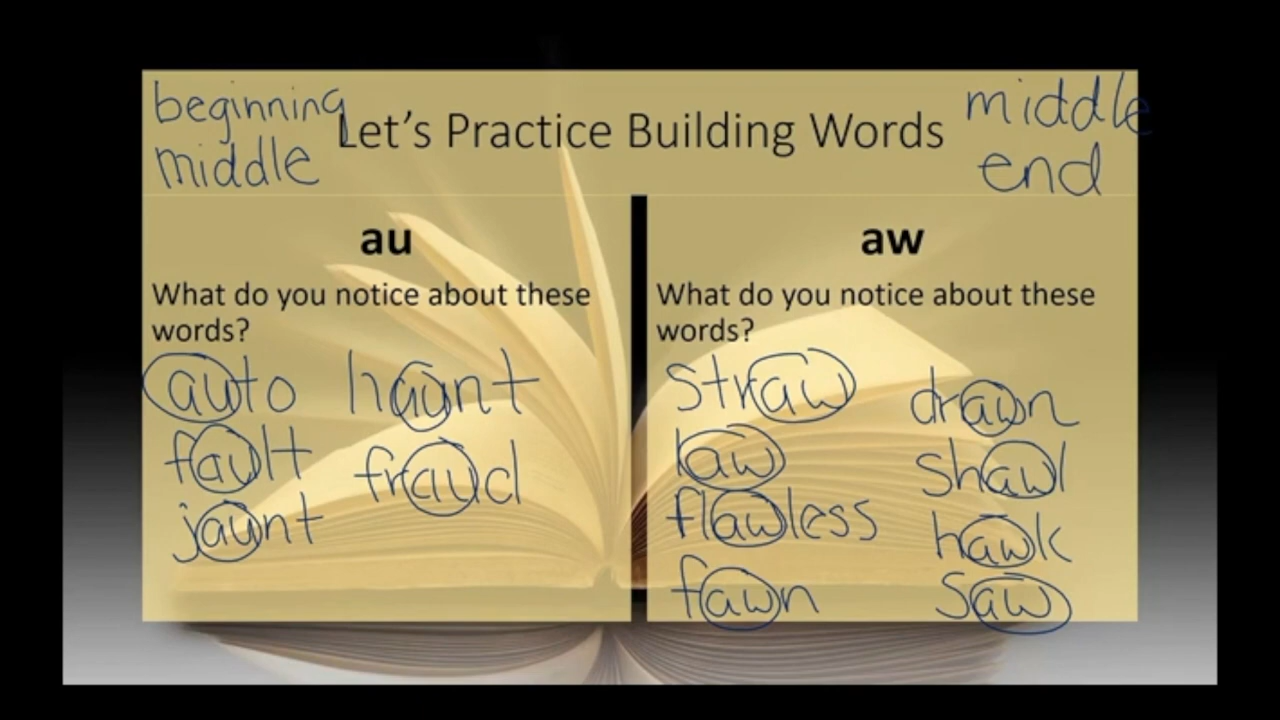 beginning
middle
Let's Practice Building Words
middle
end
au
What do you notice about these
words?
auto haunt
fault fraud
jaunt
aw
What do you notice about these
words?
straw drawn
law shawl
flawless hawk
fawn saw